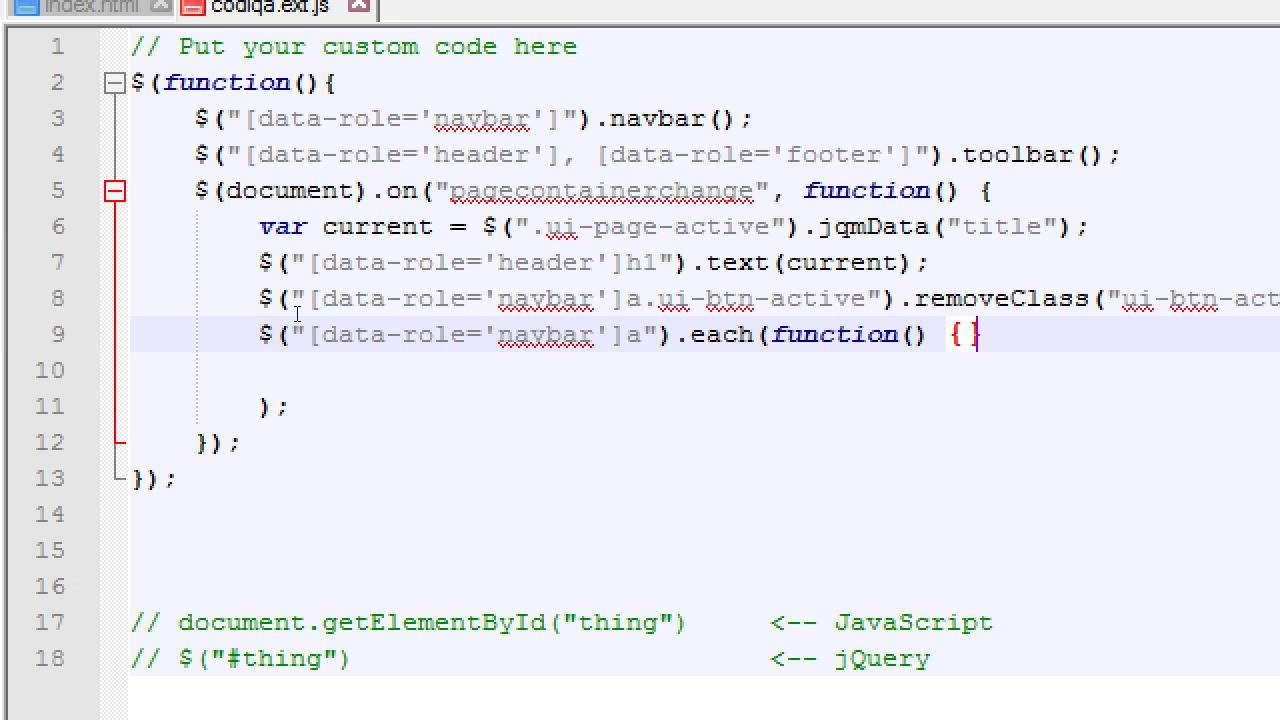 index.html codiqa.ext.js
1 // Put your custom code here
2 $(function(){
3 $("[data-role='navbar']").navbar();
4 $("[data-role='header'], [data-role='footer']").toolbar();
5 $(document).on("pagecontainerchange", function() {
6 var current = $(".ui-page-active").jqmData("title");
7 $("[data-role='header']h1").text(current);
8 $("[data-role='navbar']a.ui-btn-active").removeClass("ui-btn-act
9 $("[data-role='navbar']a").each(function() {}
10
11 );
12 });
13 });
14
15
16
17 // document.getElementById("thing") <-- JavaScript
18 // $("#thing") <-- jQuery